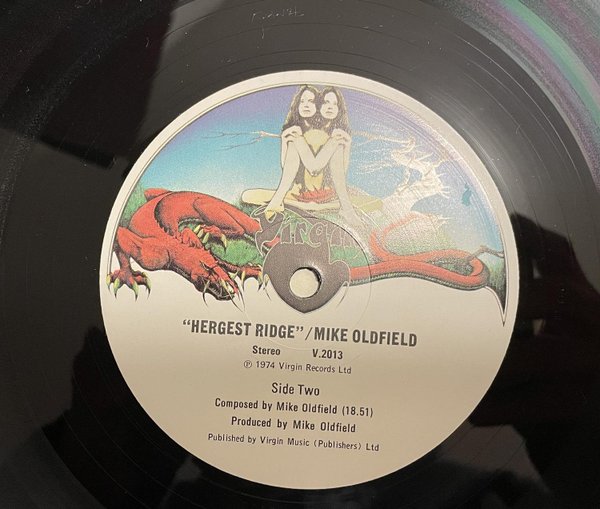 Virgin
"HERGEST RIDGE"/MIKE OLDFIELD
Stereo V.2013
Ⓟ 1974 Virgin Records Ltd
Side Two
Composed by Mike Oldfield (18.51)
Produced by Mike Oldfield
Published by Virgin Music (Publishers) Ltd